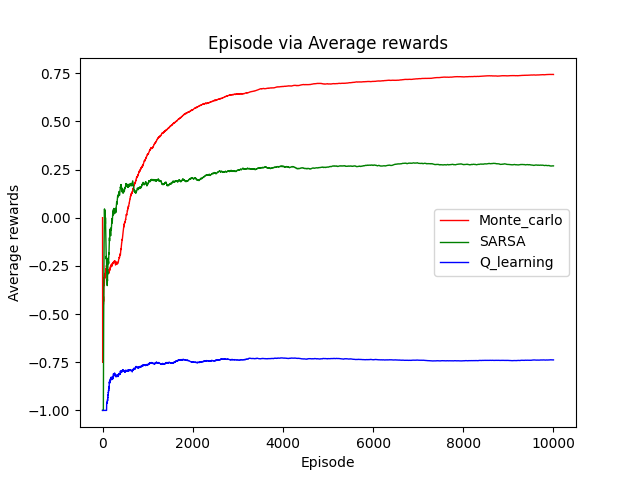 Episode via Average rewards
Average rewards
0.75
0.50
0.25
0.00
−0.25
−0.50
−0.75
−1.00
Monte_carlo
SARSA
Q_learning
0 2000 4000 6000 8000 10000
Episode